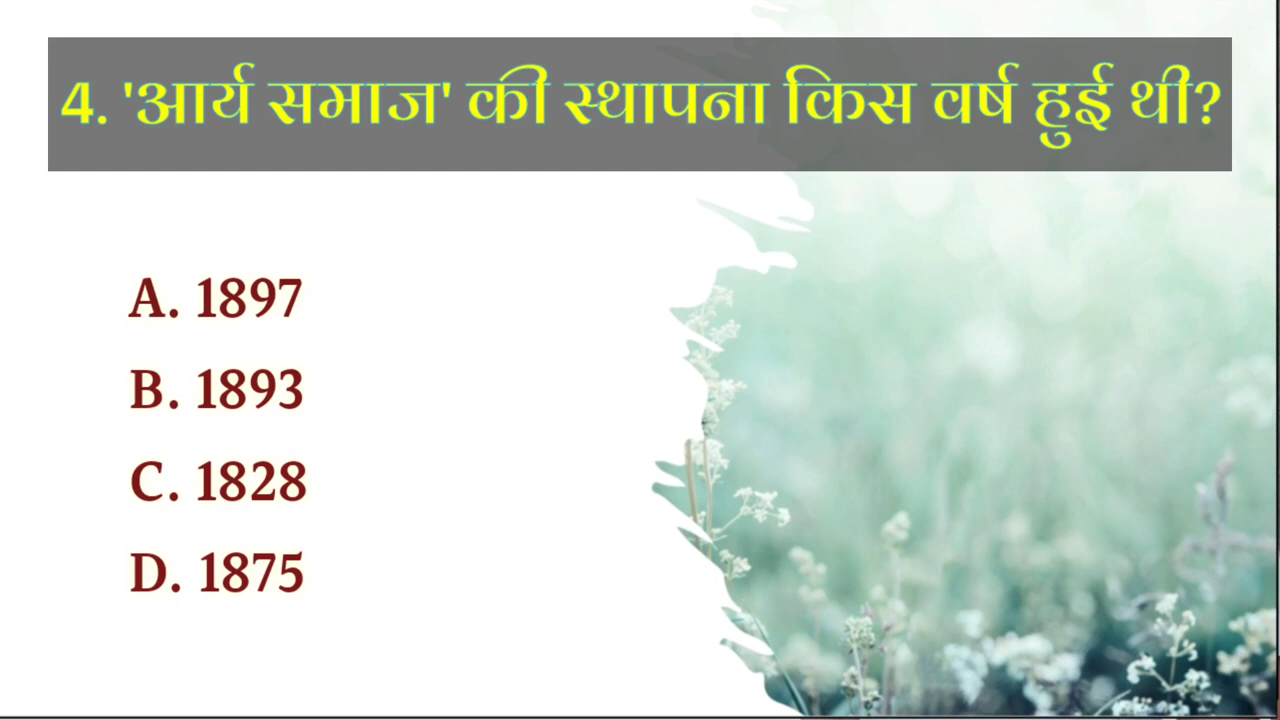 4. 'आर्य समाज' की स्थापना किस वर्ष हुई थी?
A. 1897
B. 1893
C. 1828
D. 1875